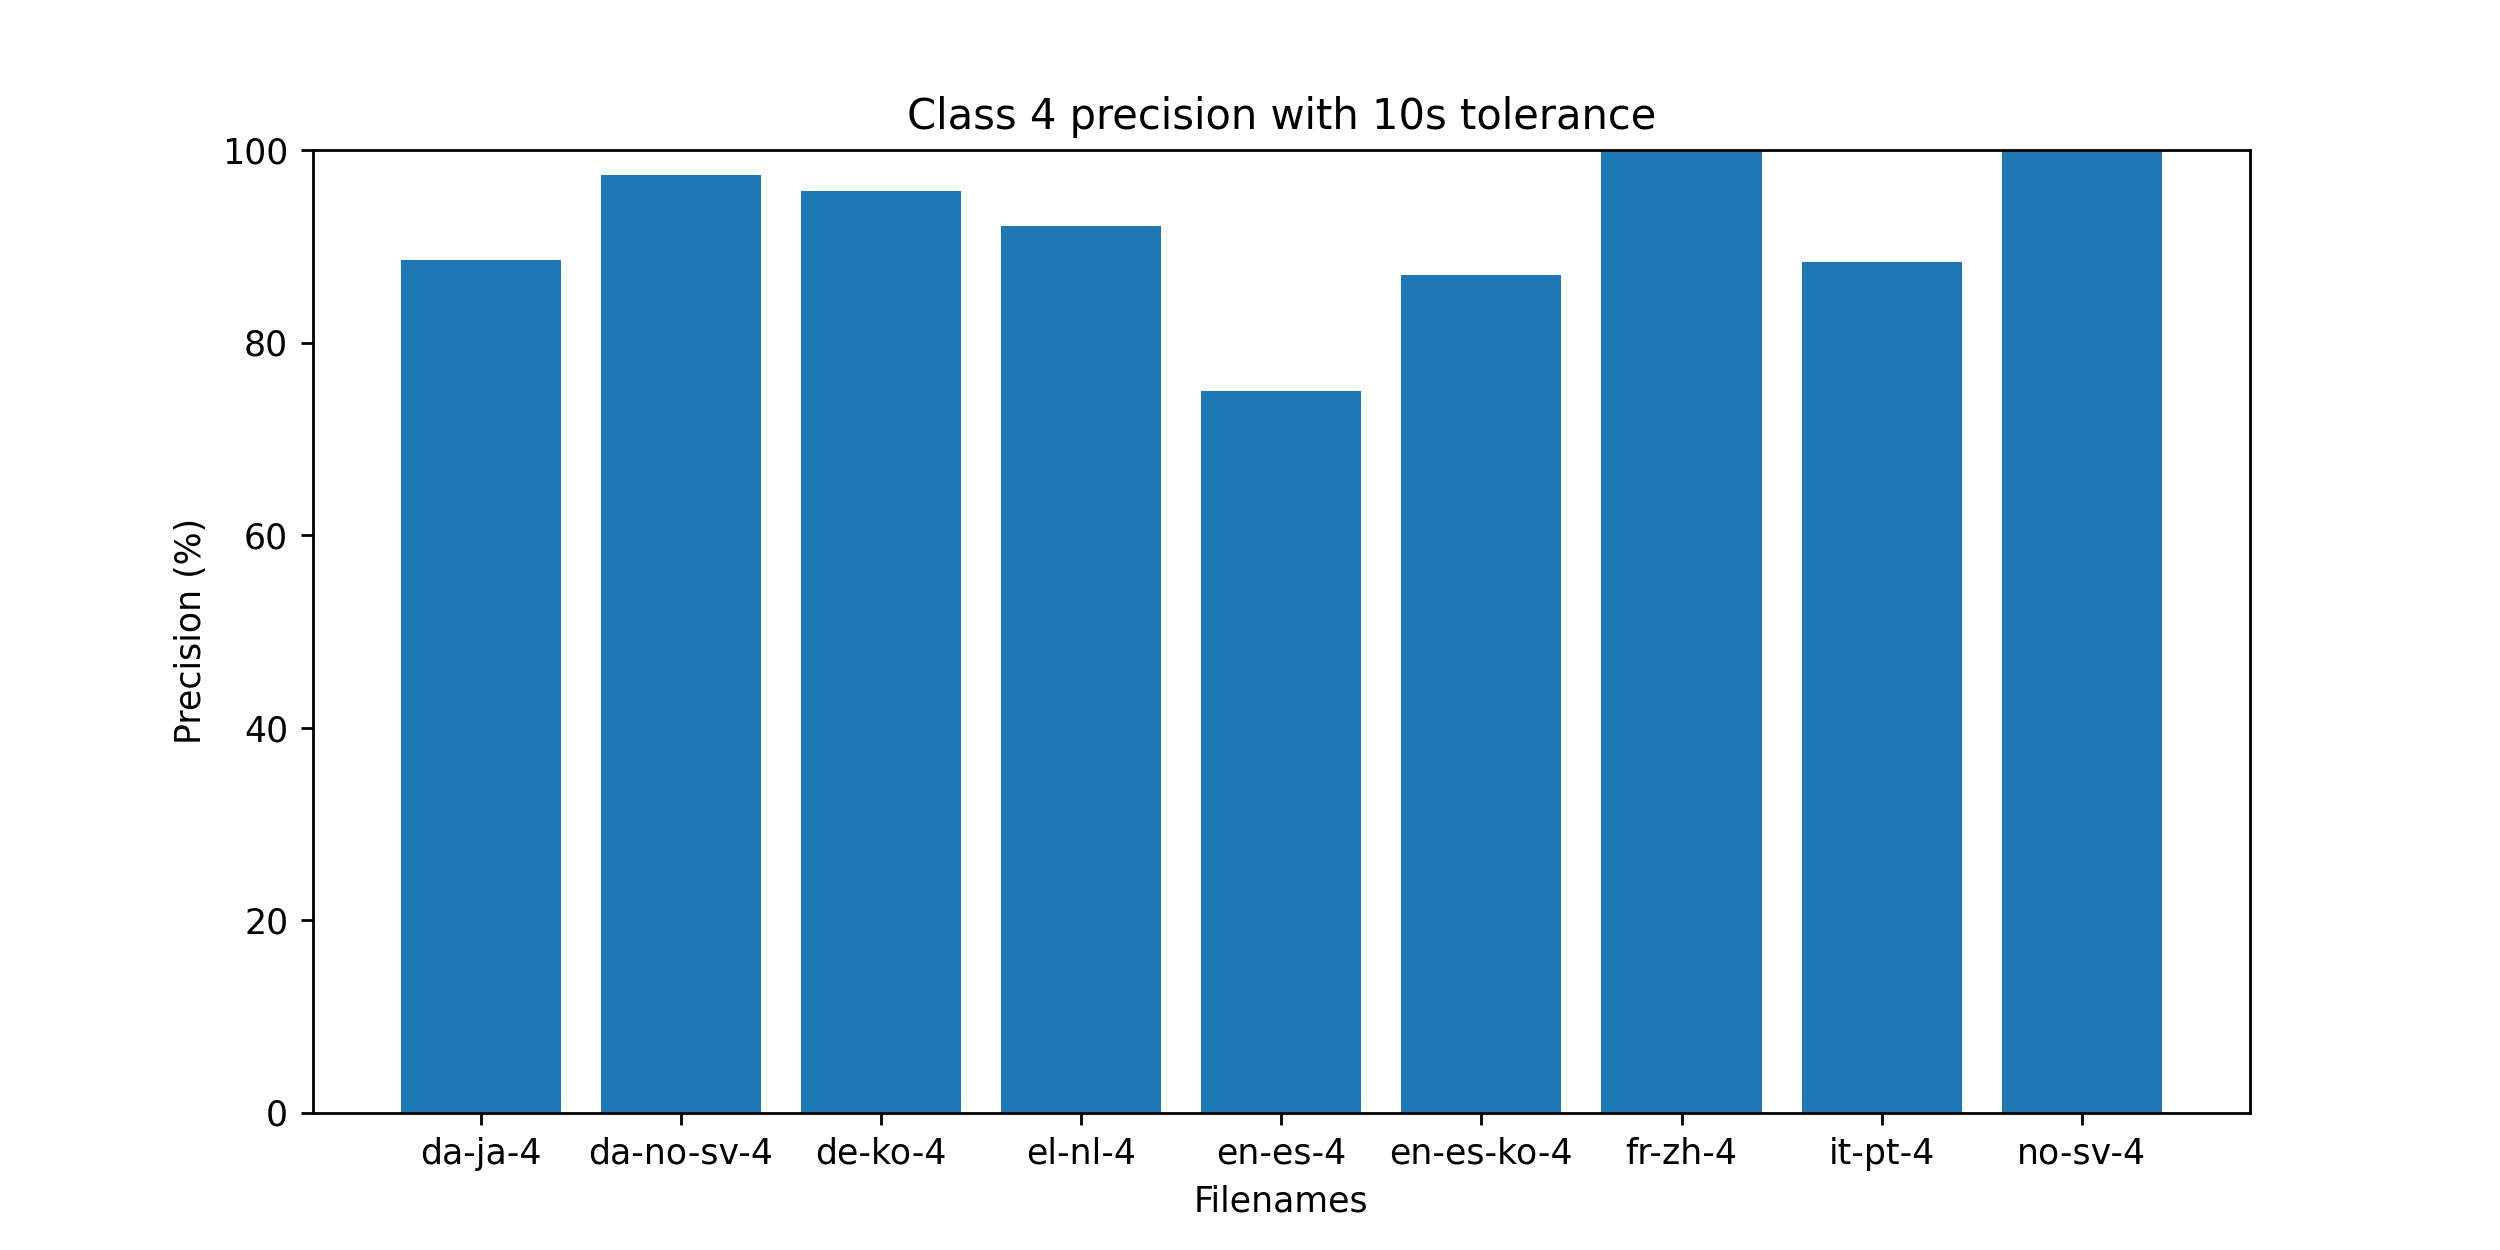 Class 4 precision with 10s tolerance
Precision (%)
100
80
60
40
20
0
da-ja-4 da-no-sv-4 de-ko-4 el-nl-4 en-es-4 en-es-ko-4 fr-zh-4 it-pt-4 no-sv-4
Filenames